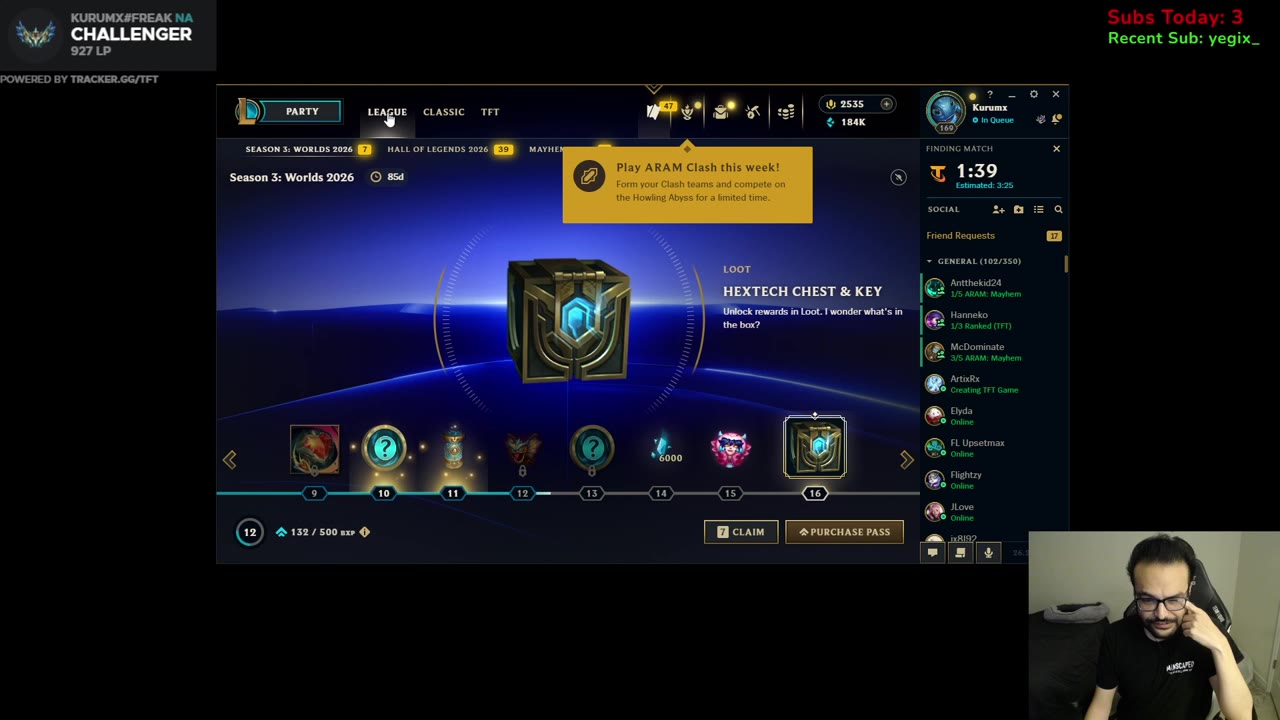 KURUMX#FREAK NA
CHALLENGER
927 LP
POWERED BY TRACKER.GG/TFT
Subs Today: 3
Recent Sub: yegix_
PARTY
LEAGUE
CLASSIC
TFT
47
2535
184K
169
?
Kurumx
In Queue
SEASON 3: WORLDS 2026 7
HALL OF LEGENDS 2026 39
MAYHEM
Season 3: Worlds 2026
85d
Play ARAM Clash this week!
Form your Clash teams and compete on
the Howling Abyss for a limited time.
FINDING MATCH
1:39
Estimated: 3:25
SOCIAL
Friend Requests 17
GENERAL (102/350)
Antthekid24
1/5 ARAM: Mayhem
Hanneko
1/3 Ranked (TFT)
McDominate
3/5 ARAM: Mayhem
ArtixRx
Creating TFT Game
Elyda
Online
FL Upsetmax
Online
Flightzy
Online
JLove
Online
LOOT
HEXTECH CHEST & KEY
Unlock rewards in Loot. I wonder what's in
the box?
?
?
6000
9
10
11
12
13
14
15
16
12
132 / 500 BXP
7 CLAIM
PURCHASE PASS
MANSCAPED